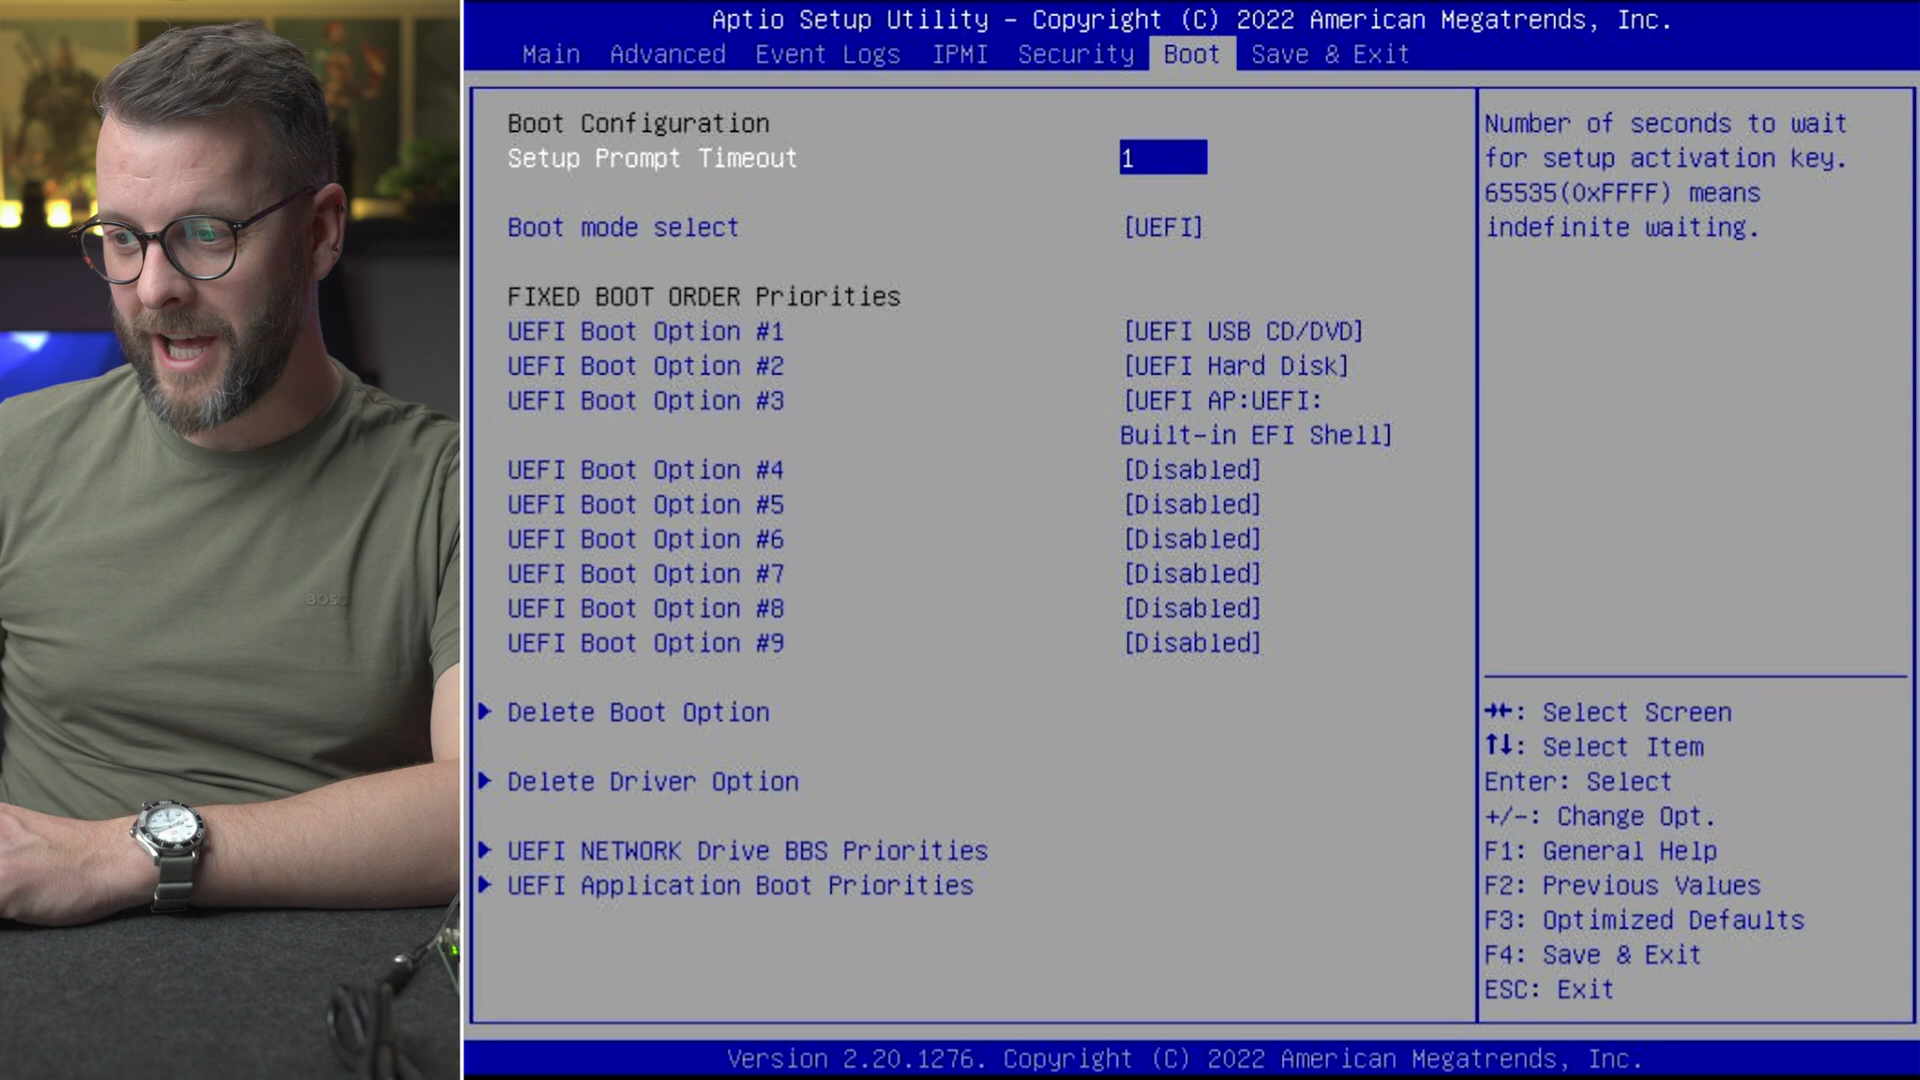 Aptio Setup Utility – Copyright (C) 2022 American Megatrends, Inc.
Main Advanced Event Logs IPMI Security Boot Save & Exit
Boot Configuration
Setup Prompt Timeout 1
Boot mode select [UEFI]
FIXED BOOT ORDER Priorities
UEFI Boot Option #1 [UEFI USB CD/DVD]
UEFI Boot Option #2 [UEFI Hard Disk]
UEFI Boot Option #3 [UEFI AP:UEFI:
Built-in EFI Shell]
UEFI Boot Option #4 [Disabled]
UEFI Boot Option #5 [Disabled]
UEFI Boot Option #6 [Disabled]
UEFI Boot Option #7 [Disabled]
UEFI Boot Option #8 [Disabled]
UEFI Boot Option #9 [Disabled]
Delete Boot Option
Delete Driver Option
UEFI NETWORK Drive BBS Priorities
UEFI Application Boot Priorities
Number of seconds to wait
for setup activation key.
65535(0xFFFF) means
indefinite waiting.
→←: Select Screen
↑↓: Select Item
Enter: Select
+/-: Change Opt.
F1: General Help
F2: Previous Values
F3: Optimized Defaults
F4: Save & Exit
ESC: Exit
Version 2.20.1276. Copyright (C) 2022 American Megatrends, Inc.
BOSS